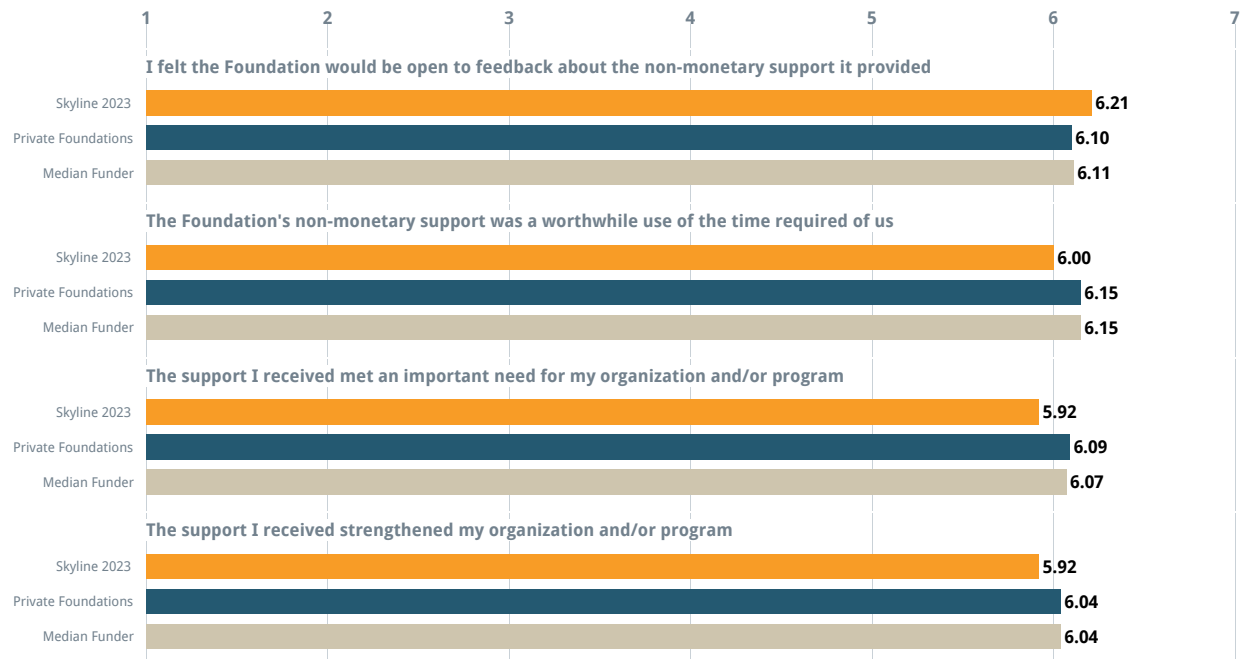 1 2 3 4 5 6 7
I felt the Foundation would be open to feedback about the non-monetary support it provided
Skyline 2023 6.21
Private Foundations 6.10
Median Funder 6.11
The Foundation's non-monetary support was a worthwhile use of the time required of us
Skyline 2023 6.00
Private Foundations 6.15
Median Funder 6.15
The support I received met an important need for my organization and/or program
Skyline 2023 5.92
Private Foundations 6.09
Median Funder 6.07
The support I received strengthened my organization and/or program
Skyline 2023 5.92
Private Foundations 6.04
Median Funder 6.04